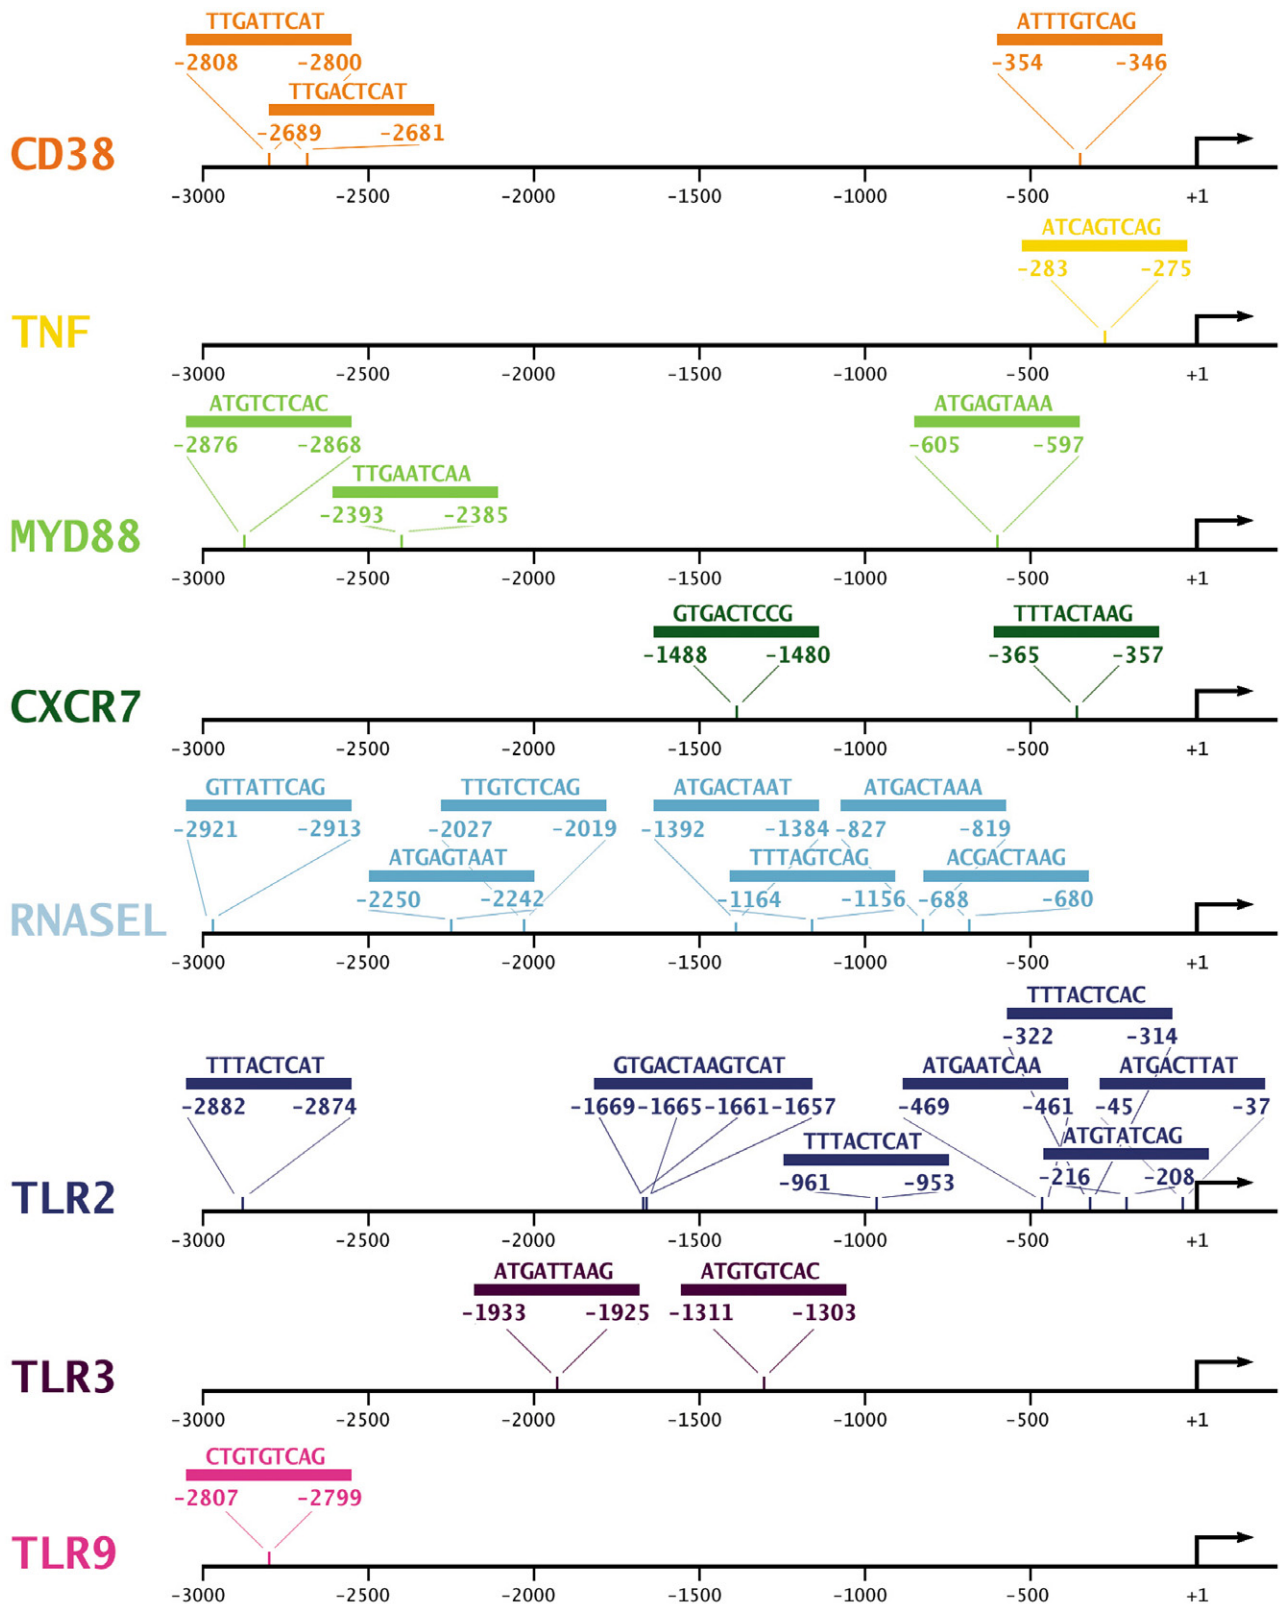 TTGATTCAT ATTTGTCAG
-2808 -2800 -354 -346
TTGACTCAT
-2689 -2681
CD38
-3000 -2500 -2000 -1500 -1000 -500 +1
ATCAGTCAG
-283 -275
TNF
-3000 -2500 -2000 -1500 -1000 -500 +1
ATGTCTCAC ATGAGTAAA
-2876 -2868 -605 -597
TTGAATCAA
-2393 -2385
MYD88
-3000 -2500 -2000 -1500 -1000 -500 +1
GTGACTCCG TTTACTAAG
-1488 -1480 -365 -357
CXCR7
-3000 -2500 -2000 -1500 -1000 -500 +1
GTTATTCAG TTGTCTCAG ATGACTAAT ATGACTAAA
-2921 -2913 -2027 -2019 -1392 -1384 -827 -819
ATGAGTAAT TTTAGTCAG ACGACTAAG
-2250 -2242 -1164 -1156 -688 -680
RNASEL
-3000 -2500 -2000 -1500 -1000 -500 +1
TTTACTCAC
-322 -314
TTTACTCAT GTGACTAAGTCAT ATGAATCAA ATGACTTAT
-2882 -2874 -1669 -1665 -1661 -1657 -469 -461 -45 -37
TTTACTCAT ATGTATCAG
-961 -953 -216 -208
TLR2
-3000 -2500 -2000 -1500 -1000 -500 +1
ATGATTAAG ATGTGTCAC
-1933 -1925 -1311 -1303
TLR3
-3000 -2500 -2000 -1500 -1000 -500 +1
CTGTGTCAG
-2807 -2799
TLR9
-3000 -2500 -2000 -1500 -1000 -500 +1